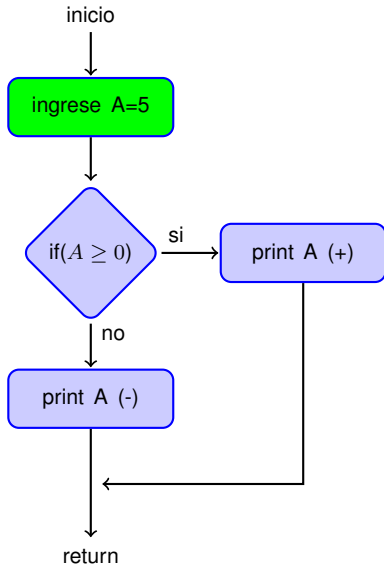 inicio
ingrese A=5
if(A ≥ 0)
si
print A (+)
no
print A (-)
return